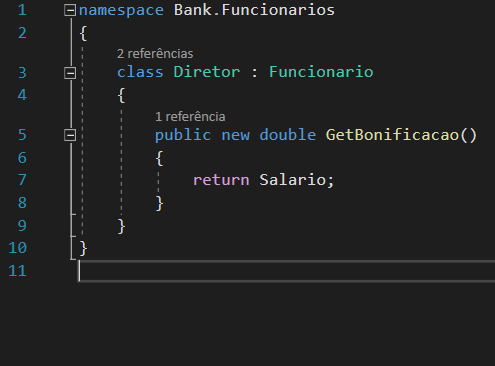 1 namespace Bank.Funcionarios
2 {
2 referências
3 class Diretor : Funcionario
4 {
1 referência
5 public new double GetBonificacao()
6 {
7 return Salario;
8 }
9 }
10 }
11